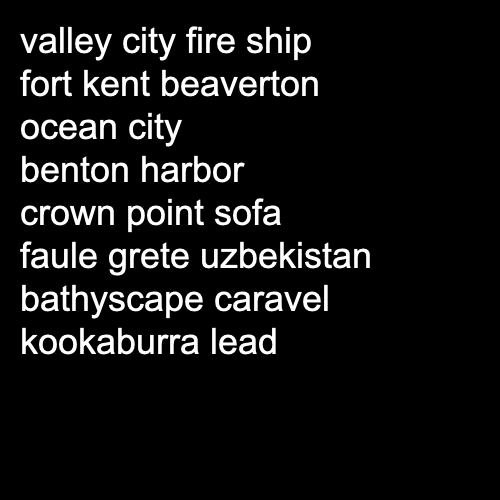 valley city fire ship
fort kent beaverton
ocean city
benton harbor
crown point sofa
faule grete uzbekistan
bathyscape caravel
kookaburra lead